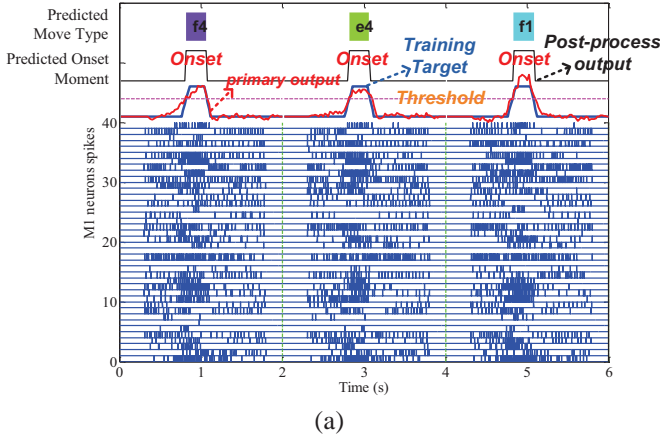 Predicted Move Type
f4
e4
f1
Predicted Onset Moment
Onset
Onset
Onset
Training Target
Post-process output
primary output
Threshold
M1 neurons spikes
40
30
20
10
0
0
1
2
3
4
5
6
Time (s)
(a)